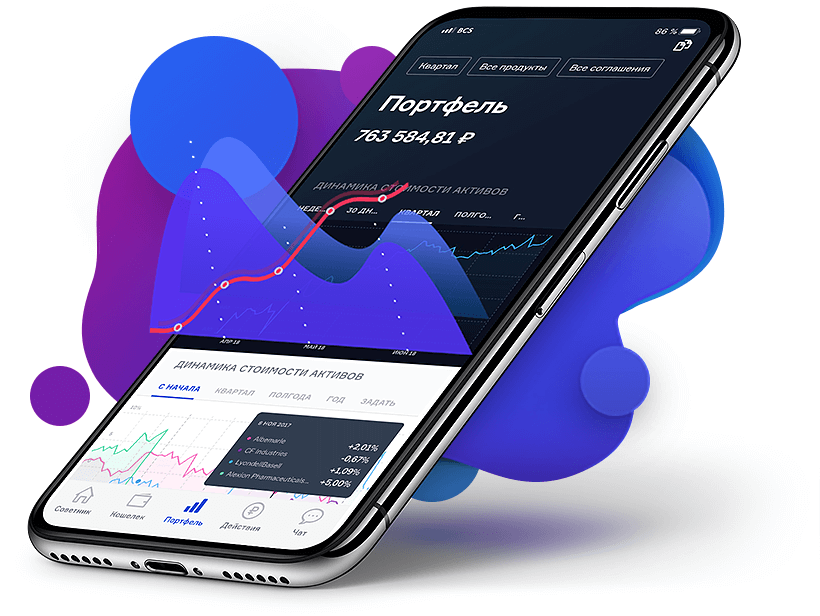 BCS 86 %
Квартал Все продукты Все соглашения
Портфель
763 584,81 ₽
ДИНАМИКА СТОИМОСТИ АКТИВОВ
НЕДЕ... 30 ДН... КВАРТАЛ ПОЛГО... Г...
АПР 18 МАЙ 18 ИЮН 18
ДИНАМИКА СТОИМОСТИ АКТИВОВ
С НАЧАЛА КВАРТАЛ ПОЛГОДА ГОД ЗАДАТЬ
10%
8 НОЯ 2017
Albemarle +2,01%
CF Industries -0,67%
LyondellBasell +1,09%
Alexion Pharmaceuticals... +5,00%
Советник Кошелек Портфель Действия Чат